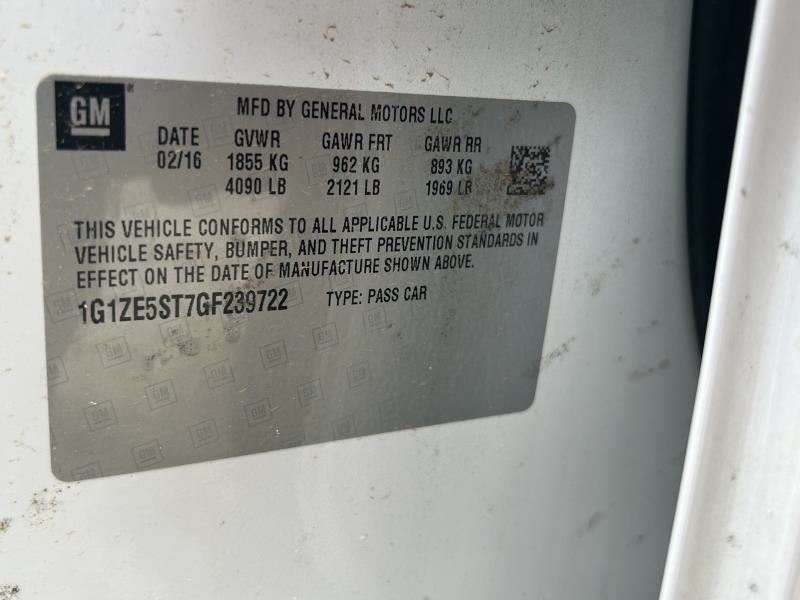 GM
MFD BY GENERAL MOTORS LLC
DATE GVWR GAWR FRT GAWR RR
02/16 1855 KG 962 KG 893 KG
4090 LB 2121 LB 1969 LB
THIS VEHICLE CONFORMS TO ALL APPLICABLE U.S. FEDERAL MOTOR
VEHICLE SAFETY, BUMPER, AND THEFT PREVENTION STANDARDS IN
EFFECT ON THE DATE OF MANUFACTURE SHOWN ABOVE.
1G1ZE5ST7GF239722 TYPE: PASS CAR